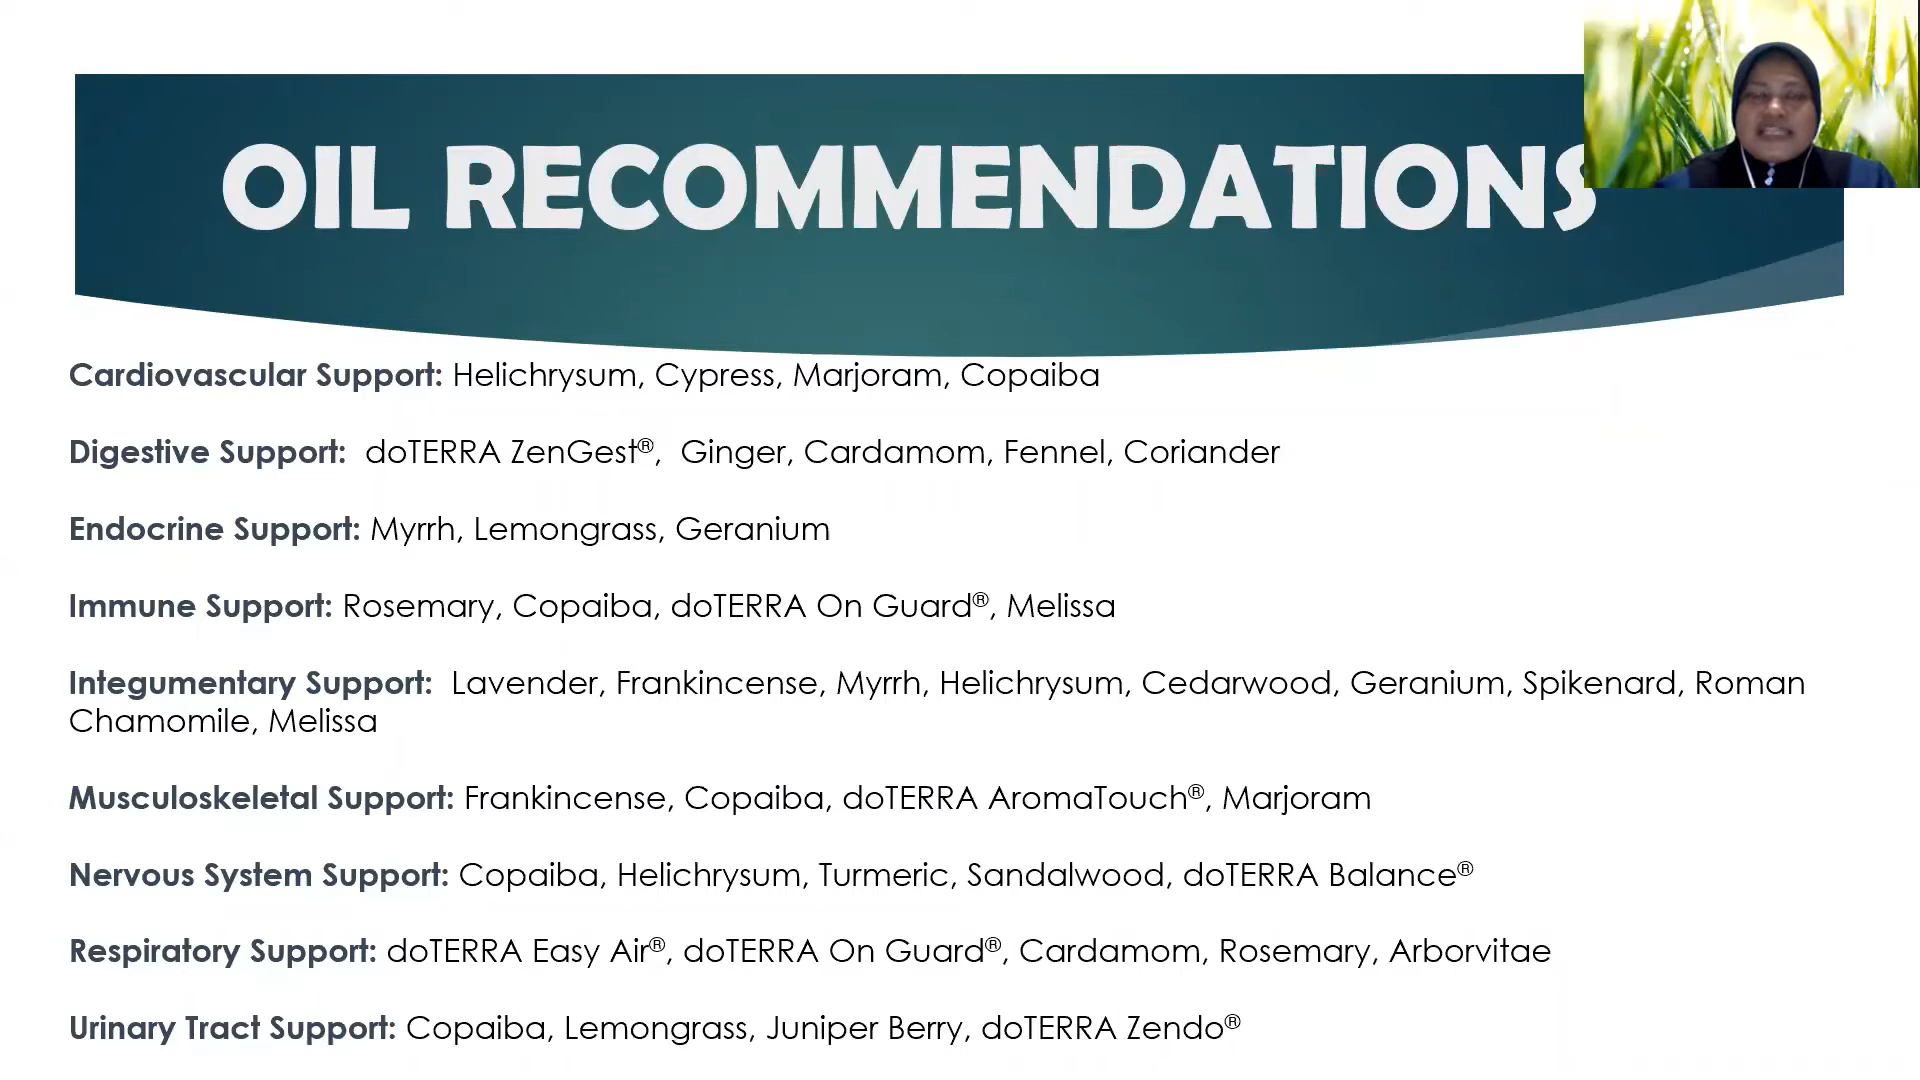 OIL RECOMMENDATIONS
Cardiovascular Support: Helichrysum, Cypress, Marjoram, Copaiba
Digestive Support: doTERRA ZenGest®, Ginger, Cardamom, Fennel, Coriander
Endocrine Support: Myrrh, Lemongrass, Geranium
Immune Support: Rosemary, Copaiba, doTERRA On Guard®, Melissa
Integumentary Support: Lavender, Frankincense, Myrrh, Helichrysum, Cedarwood, Geranium, Spikenard, Roman
Chamomile, Melissa
Musculoskeletal Support: Frankincense, Copaiba, doTERRA AromaTouch®, Marjoram
Nervous System Support: Copaiba, Helichrysum, Turmeric, Sandalwood, doTERRA Balance®
Respiratory Support: doTERRA Easy Air®, doTERRA On Guard®, Cardamom, Rosemary, Arborvitae
Urinary Tract Support: Copaiba, Lemongrass, Juniper Berry, doTERRA Zendo®